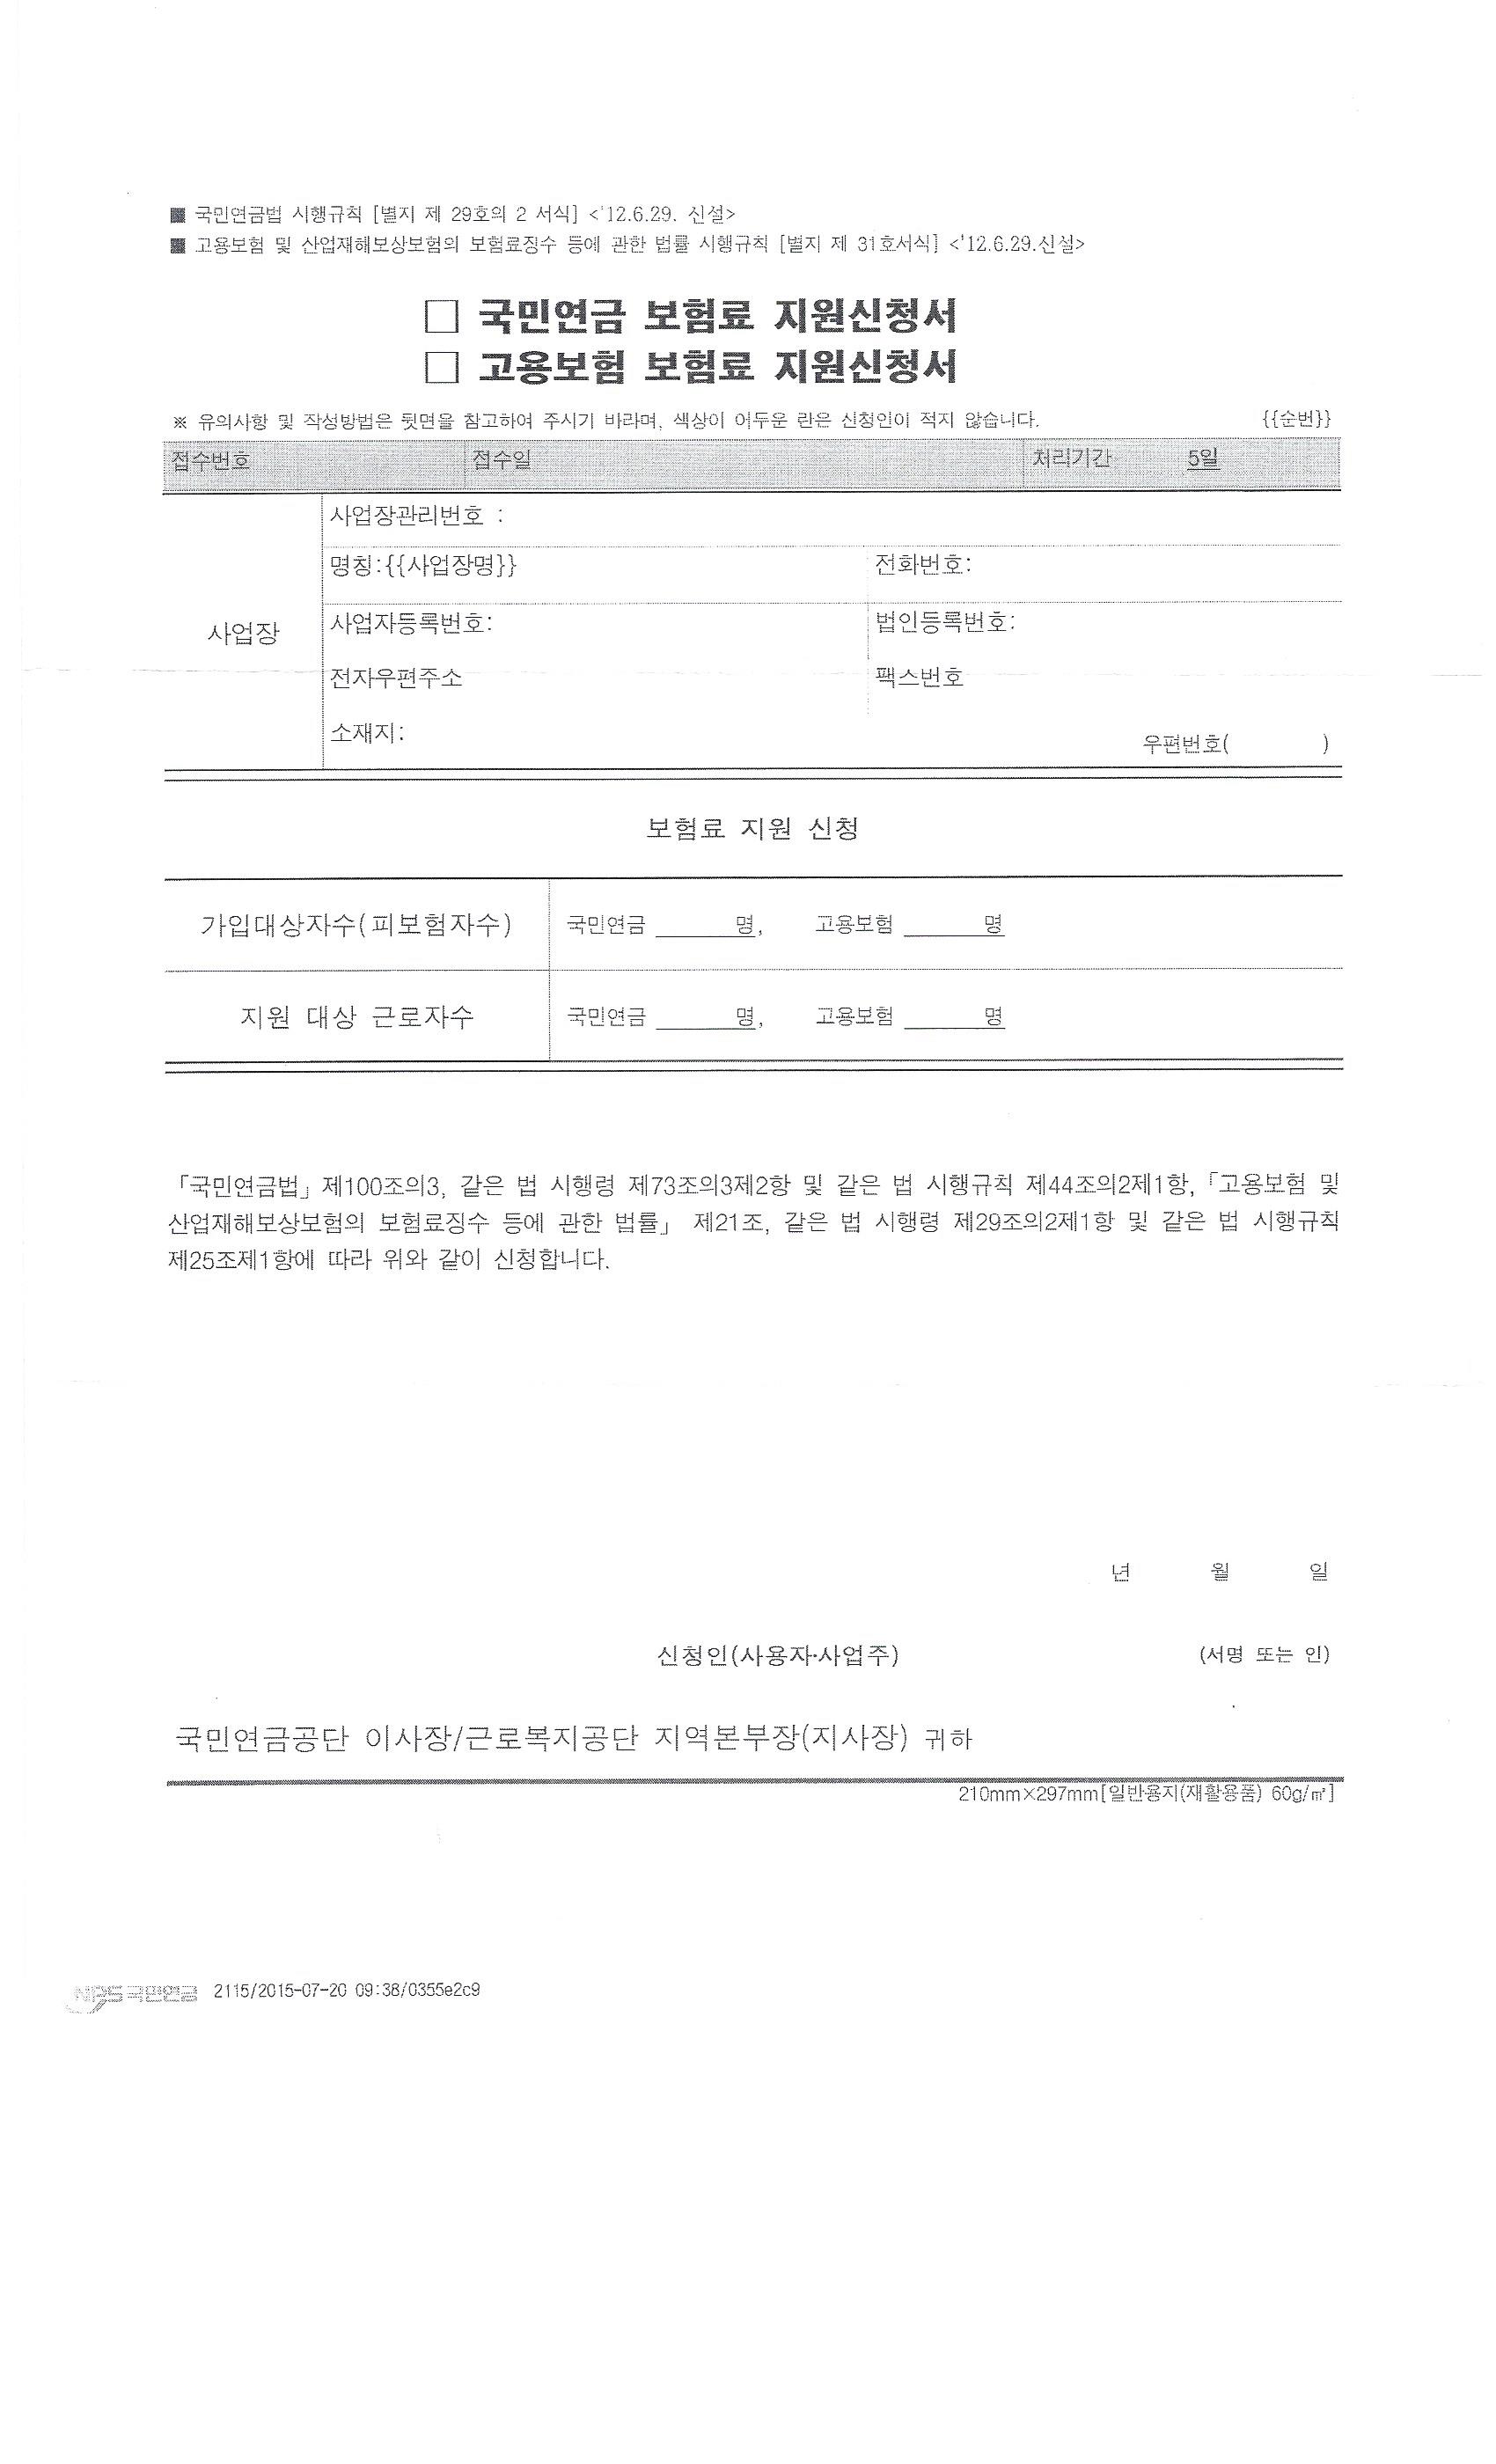 ■ 국민연금법 시행규칙 [별지 제 29호의 2 서식] <'12.6.29. 신설>
■ 고용보험 및 산업재해보상보험의 보험료징수 등에 관한 법률 시행규칙 [별지 제 31호서식] <'12.6.29.신설>
□ 국민연금 보험료 지원신청서
□ 고용보험 보험료 지원신청서
※ 유의사항 및 작성방법은 뒷면을 참고하여 주시기 바라며, 색상이 어두운 란은 신청인이 적지 않습니다. {{순번}}
접수번호 접수일 처리기간 5일
사업장관리번호 :
명칭:{{사업장명}} 전화번호:
사업장
사업자등록번호: 법인등록번호:
전자우편주소 팩스번호
소재지:
우편번호( )
보험료 지원 신청
가입대상자수(피보험자수) 국민연금 ______명, 고용보험 ______명
지원 대상 근로자수 국민연금 ______명, 고용보험 ______명
「국민연금법」 제100조의3, 같은 법 시행령 제73조의3제2항 및 같은 법 시행규칙 제44조의2제1항,「고용보험 및
산업재해보상보험의 보험료징수 등에 관한 법률」 제21조, 같은 법 시행령 제29조의2제1항 및 같은 법 시행규칙
제25조제1항에 따라 위와 같이 신청합니다.
년 월 일
신청인(사용자·사업주) (서명 또는 인)
국민연금공단 이사장/근로복지공단 지역본부장(지사장) 귀하
210mm×297mm[일반용지(재활용품) 60g/㎡]
NPS 국민연금 2115/2015-07-20 09:38/0355e2c9